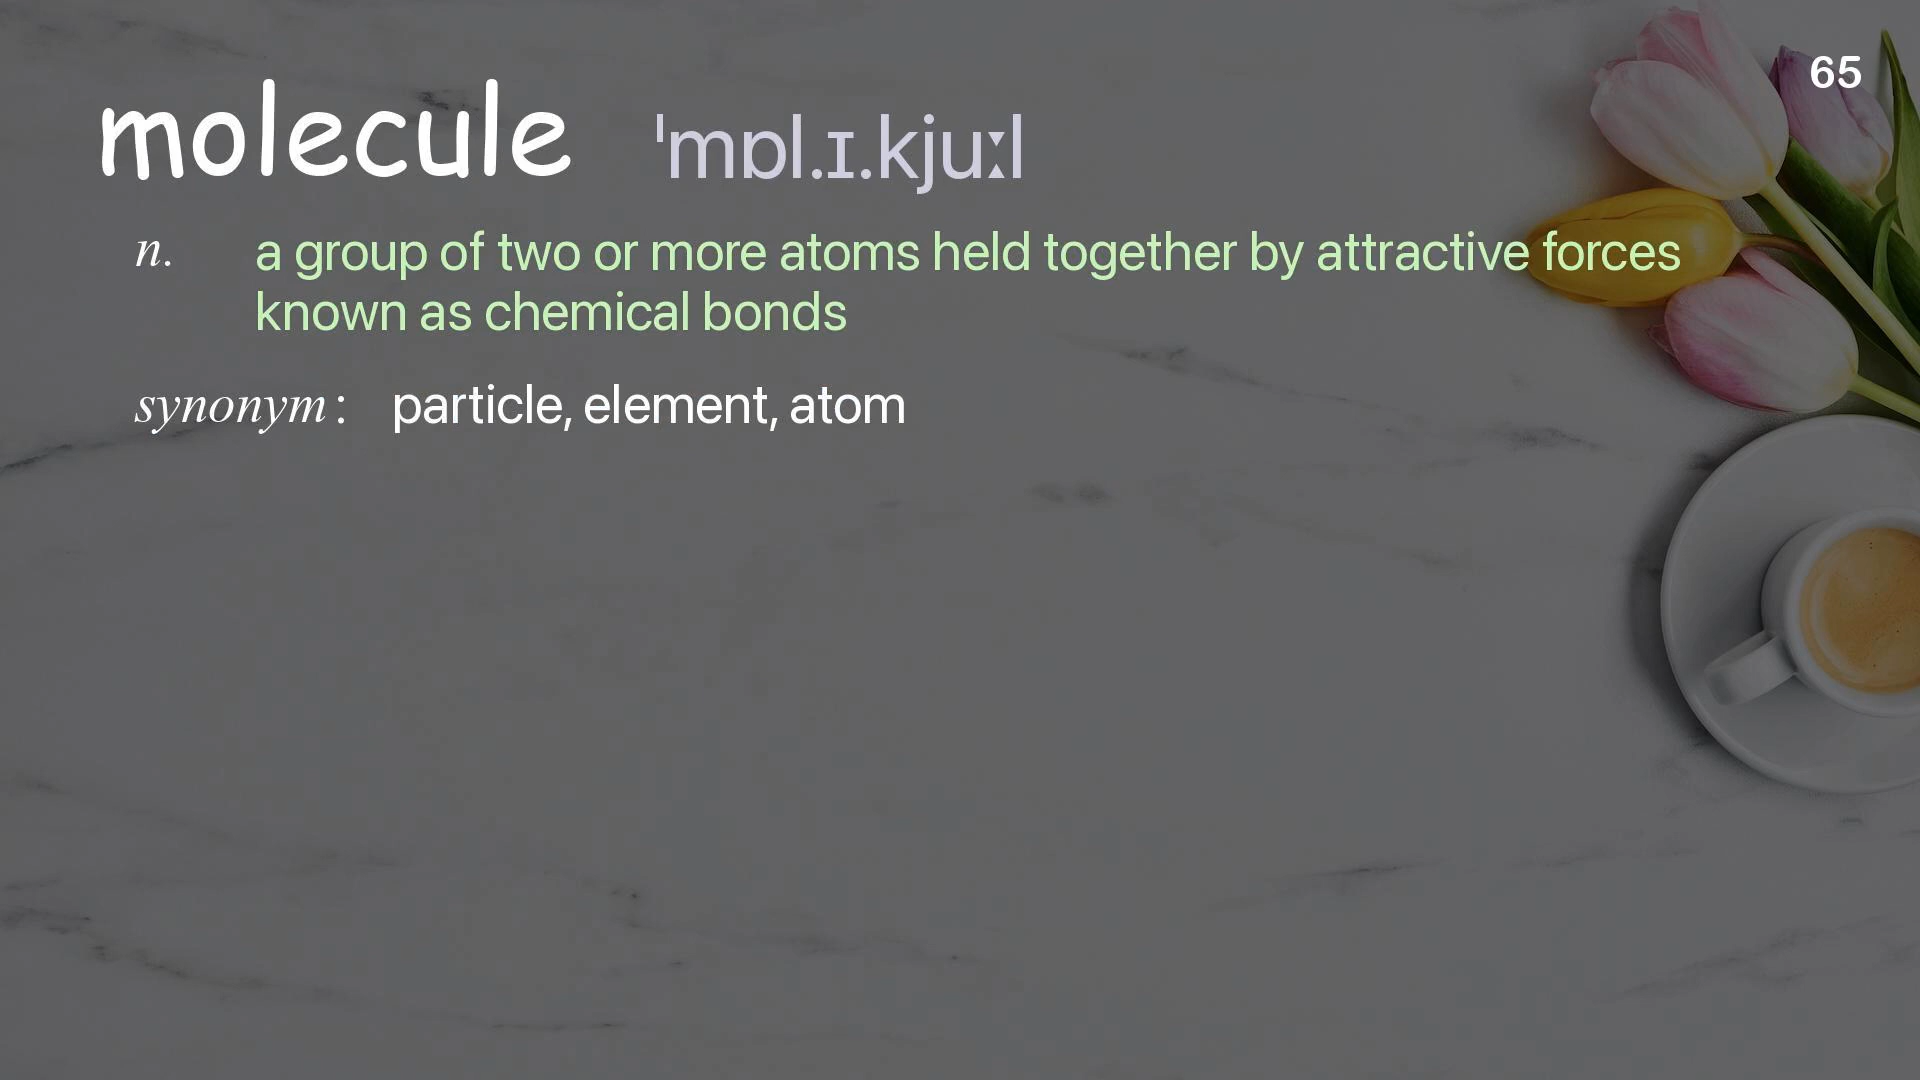 65
molecule ˈmɒl.ɪ.kjuːl
n. a group of two or more atoms held together by attractive forces
known as chemical bonds
synonym: particle, element, atom